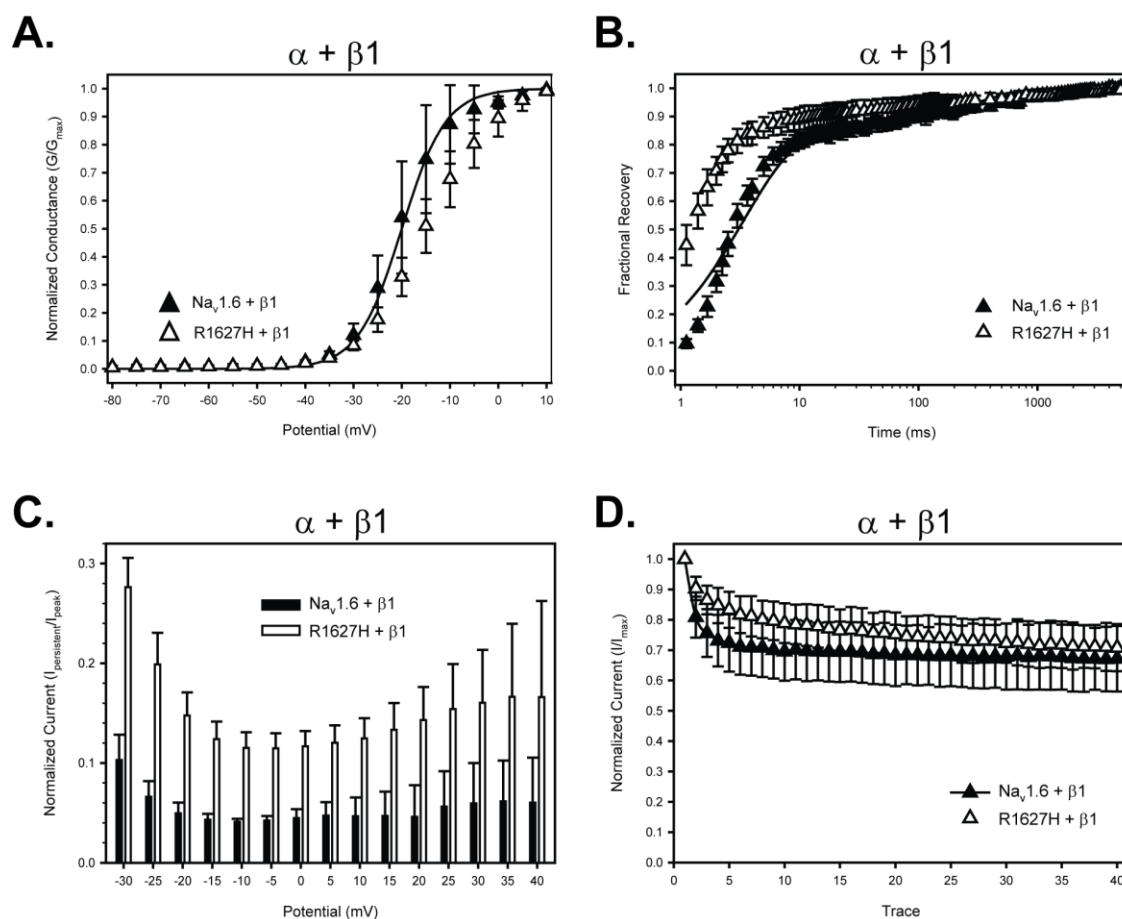 A.
α + β1
Normalized Conductance (G/Gmax)
1.0
0.9
0.8
0.7
0.6
0.5
0.4
0.3
0.2
0.1
0.0
Nav1.6 + β1
R1627H + β1
-80 -70 -60 -50 -40 -30 -20 -10 0 10
Potential (mV)
B.
α + β1
Fractional Recovery
1.0
0.9
0.8
0.7
0.6
0.5
0.4
0.3
0.2
0.1
0.0
Nav1.6 + β1
R1627H + β1
1 10 100 1000
Time (ms)
C.
α + β1
Normalized Current (Ipersistent/Ipeak)
0.3
0.2
0.1
0.0
Nav1.6 + β1
R1627H + β1
-30 -25 -20 -15 -10 -5 0 5 10 15 20 25 30 35 40
Potential (mV)
D.
α + β1
Normalized Current (I/Imax)
1.0
0.9
0.8
0.7
0.6
0.5
0.4
0.3
0.2
0.1
0.0
Nav1.6 + β1
R1627H + β1
0 5 10 15 20 25 30 35 40
Trace